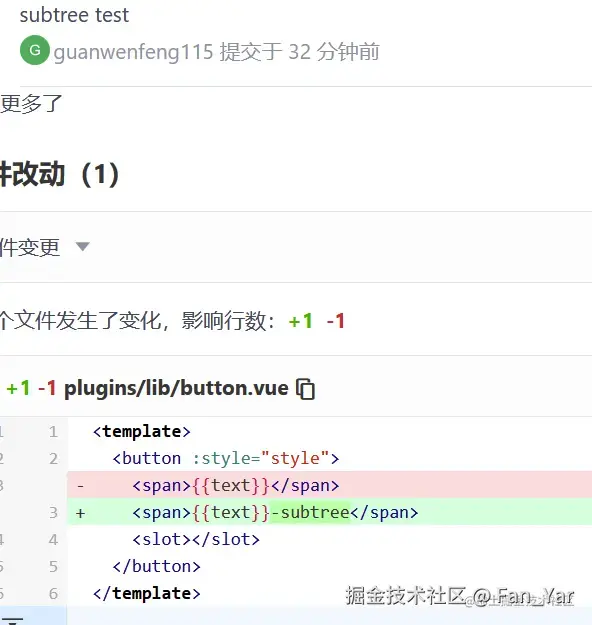 subtree test
G guanwenfeng115 提交于 32 分钟前
更多了
件改动（1）
件变更
个文件发生了变化，影响行数：+1 -1
+1 -1 plugins/lib/button.vue
1 1 <template>
2 2 <button :style="style">
3 - <span>{{text}}</span>
3 + <span>{{text}}-subtree</span>
4 4 <slot></slot>
5 5 </button>
6 6 </template>
掘金技术社区 @ Fan_Yar